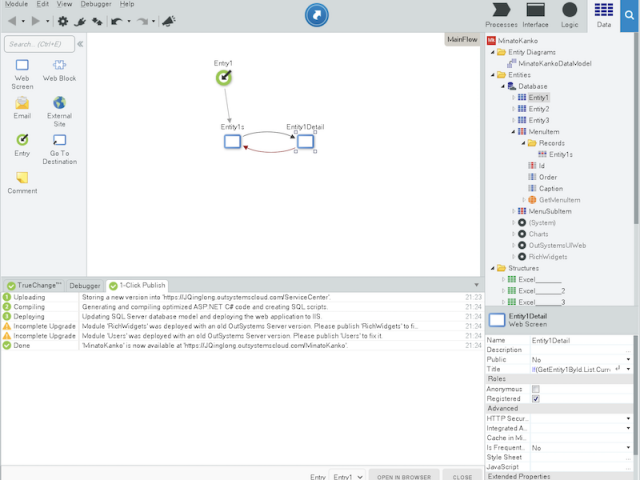 Module Edit View Debugger Help
Processes Interface Logic Data
Search... (Ctrl+E)
MainFlow
MinatoKanko
Entity Diagrams
MinatoKankoDataModel
Entities
Database
Entity1
Entity2
Entity3
MenuItem
Records
Entity1s
Id
Order
Caption
GetMenuItem
MenuSubItem
(System)
Charts
OutSystemsUIWeb
RichWidgets
Structures
Excel_______
Excel_______2
Excel_______3
Web Screen
Web Block
Email
External Site
Entry
Go To Destination
Comment
Entry1
Entity1s
Entity1Detail
TrueChange™ Debugger 1-Click Publish
1 Uploading Storing a new version into 'https://JQinglong.outsystemscloud.com/ServiceCenter'. 21:23
2 Compiling Generating and compiling optimized ASP.NET C# code and creating SQL scripts. 21:24
3 Deploying Updating SQL Server database model and deploying the web application to IIS. 21:24
Incomplete Upgrade Module 'RichWidgets' was deployed with an old OutSystems Server version. Please publish 'RichWidgets' to fi... 21:24
Incomplete Upgrade Module 'Users' was deployed with an old OutSystems Server version. Please publish 'Users' to fix it. 21:24
Done 'MinatoKanko' is now available at 'https://JQinglong.outsystemscloud.com/MinatoKanko'. 21:24
Entry Entry1 OPEN IN BROWSER CLOSE
Entity1Detail
Web Screen
Name Entity1Detail
Description
Public No
Title If(GetEntity1ById.List.Curr
Roles
Anonymous
Registered
Advanced
HTTP Secur...
Integrated A...
Cache in Mi...
Is Frequent... No
Style Sheet
JavaScript
Extended Properties